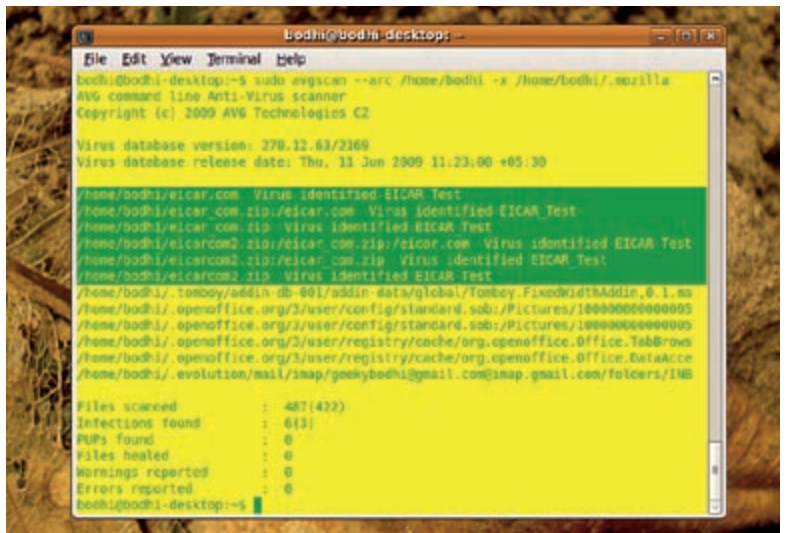 bodhi@bodhi-desktop: ~
File Edit View Terminal Help
bodhi@bodhi-desktop:~$ sudo avgscan --arc /home/bodhi -x /home/bodhi/.mozilla
AVG command line Anti-Virus scanner
Copyright (c) 2009 AVG Technologies CZ
Virus database version: 270.12.63/2169
Virus database release date: Thu, 11 Jun 2009 11:23:00 +05:30
/home/bodhi/eicar.com Virus identified EICAR_Test
/home/bodhi/eicar_com.zip:/eicar.com Virus identified EICAR_Test
/home/bodhi/eicar_com.zip Virus identified EICAR_Test
/home/bodhi/eicarcom2.zip:/eicar_com.zip:/eicar.com Virus identified EICAR_Test
/home/bodhi/eicarcom2.zip:/eicar_com.zip Virus identified EICAR_Test
/home/bodhi/eicarcom2.zip Virus identified EICAR_Test
/home/bodhi/.tomboy/addin-db-001/addin-data/global/Tomboy.FixedWidthAddin,0.1.ma
/home/bodhi/.openoffice.org/3/user/config/standard.sob:/Pictures/10000000000005
/home/bodhi/.openoffice.org/3/user/config/standard.sob:/Pictures/10000000000005
/home/bodhi/.openoffice.org/3/user/registry/cache/org.openoffice.Office.TabBrows
/home/bodhi/.openoffice.org/3/user/registry/cache/org.openoffice.Office.DataAcce
/home/bodhi/.evolution/mail/imap/geekybodhi@gmail.com@imap.gmail.com/folders/INB
Files scanned : 487(422)
Infections found : 6(3)
PUPs found : 0
Files healed : 0
Warnings reported : 0
Errors reported : 0
bodhi@bodhi-desktop:~$